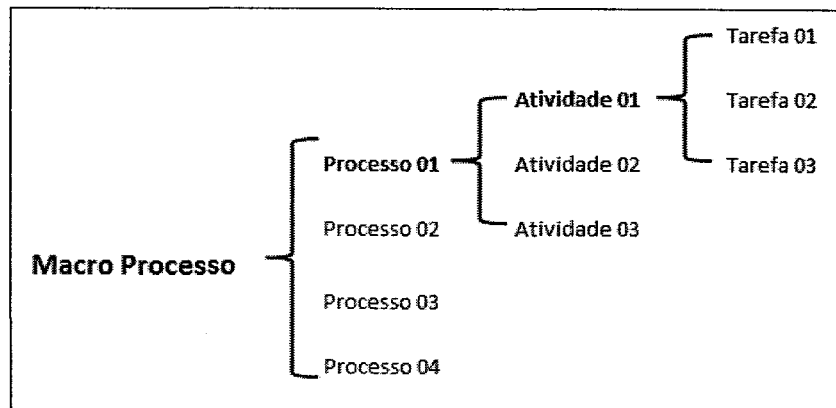 Macro Processo
Processo 01
Processo 02
Processo 03
Processo 04
Atividade 01
Atividade 02
Atividade 03
Tarefa 01
Tarefa 02
Tarefa 03